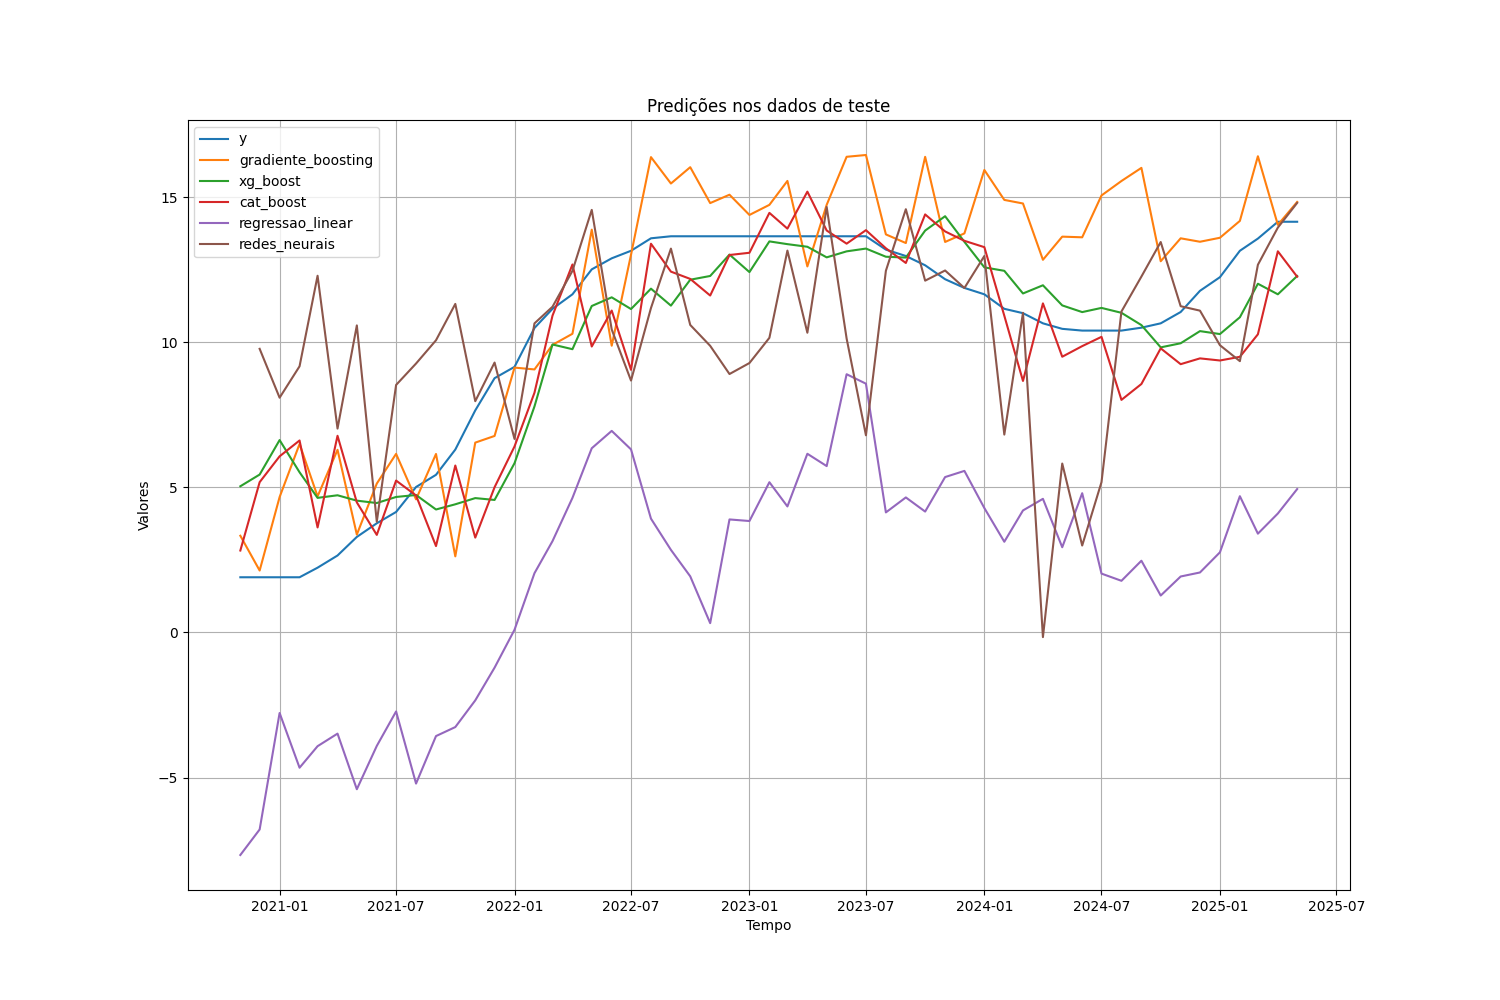 Predições nos dados de teste
y
gradiente_boosting
xg_boost
cat_boost
regressao_linear
redes_neurais
Valores
15
10
5
0
−5
2021-01 2021-07 2022-01 2022-07 2023-01 2023-07 2024-01 2024-07 2025-01 2025-07
Tempo